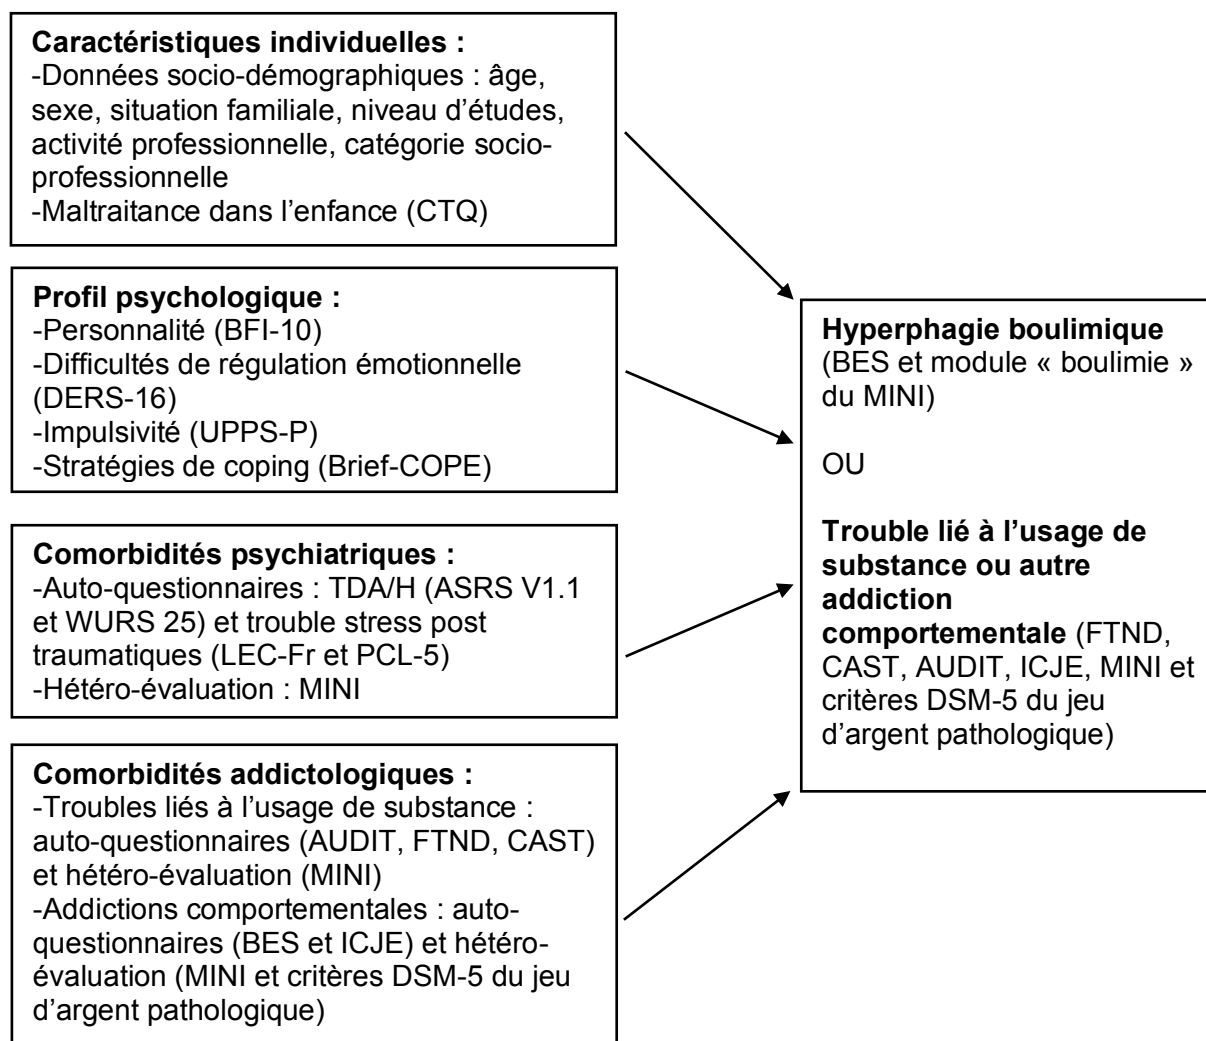 Caractéristiques individuelles :
-Données socio-démographiques : âge,
sexe, situation familiale, niveau d’études,
activité professionnelle, catégorie socio-
professionnelle
-Maltraitance dans l’enfance (CTQ)
Profil psychologique :
-Personnalité (BFI-10)
-Difficultés de régulation émotionnelle
(DERS-16)
-Impulsivité (UPPS-P)
-Stratégies de coping (Brief-COPE)
Comorbidités psychiatriques :
-Auto-questionnaires : TDA/H (ASRS V1.1
et WURS 25) et trouble stress post
traumatiques (LEC-Fr et PCL-5)
-Hétéro-évaluation : MINI
Comorbidités addictologiques :
-Troubles liés à l’usage de substance :
auto-questionnaires (AUDIT, FTND, CAST)
et hétéro-évaluation (MINI)
-Addictions comportementales : auto-
questionnaires (BES et ICJE) et hétéro-
évaluation (MINI et critères DSM-5 du jeu
d’argent pathologique)
Hyperphagie boulimique
(BES et module « boulimie »
du MINI)
OU
Trouble lié à l’usage de
substance ou autre
addiction
comportementale (FTND,
CAST, AUDIT, ICJE, MINI et
critères DSM-5 du jeu
d’argent pathologique)